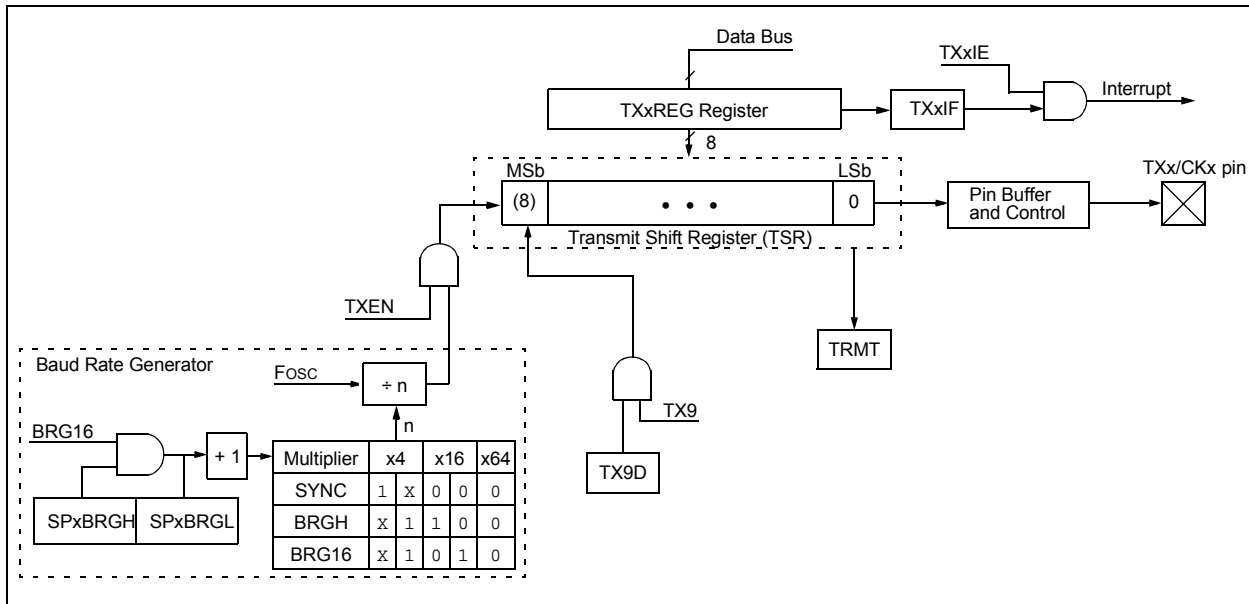 Data Bus
TXxIE
Interrupt
TXxREG Register
TXxIF
8
MSb
LSb
TXx/CKx pin
(8)
• • •
0
Pin Buffer
and Control
Transmit Shift Register (TSR)
TXEN
TRMT
Baud Rate Generator
FOSC
÷ n
TX9
n
BRG16
+ 1
Multiplier x4 x16 x64
TX9D
SYNC 1 X 0 0 0
SPxBRGH SPxBRGL
BRGH X 1 1 0 0
BRG16 X 1 0 1 0